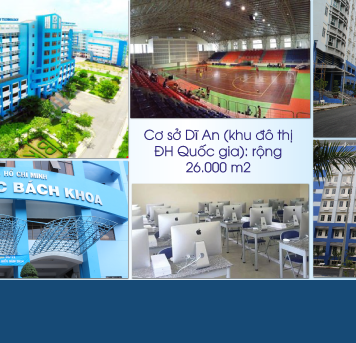 Cơ sở Dĩ An (khu đô thị
ĐH Quốc gia): rộng
26.000 m2
HỒ CHÍ MINH
C BÁCH KHOA